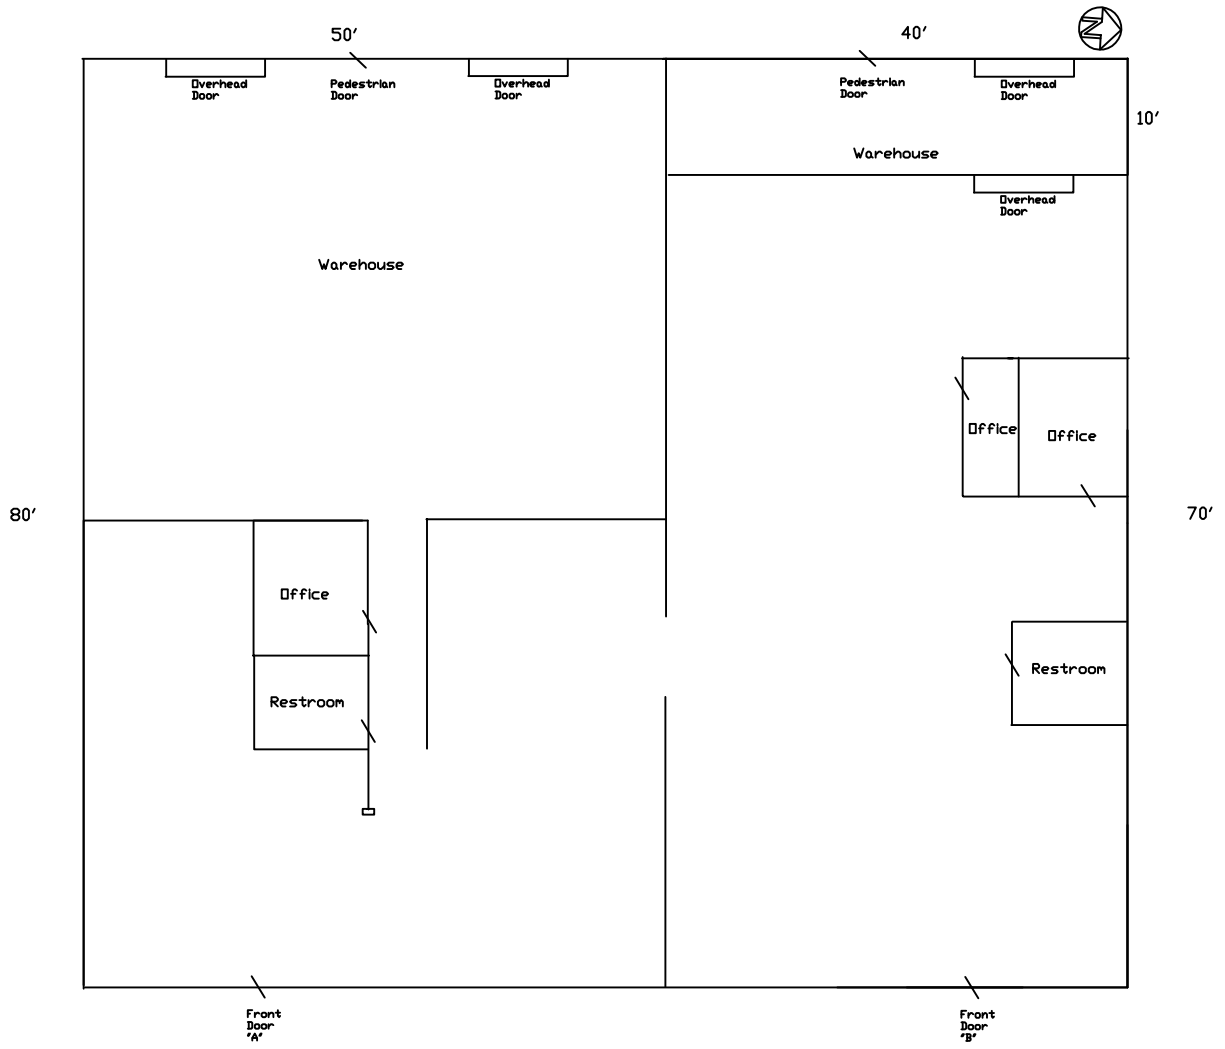 50'
40'
N
Overhead
Door
Pedestrian
Door
Overhead
Door
Pedestrian
Door
Overhead
Door
10'
Warehouse
Overhead
Door
Warehouse
Office
Office
80'
70'
Office
Restroom
Restroom
Front
Door
"A"
Front
Door
"B"